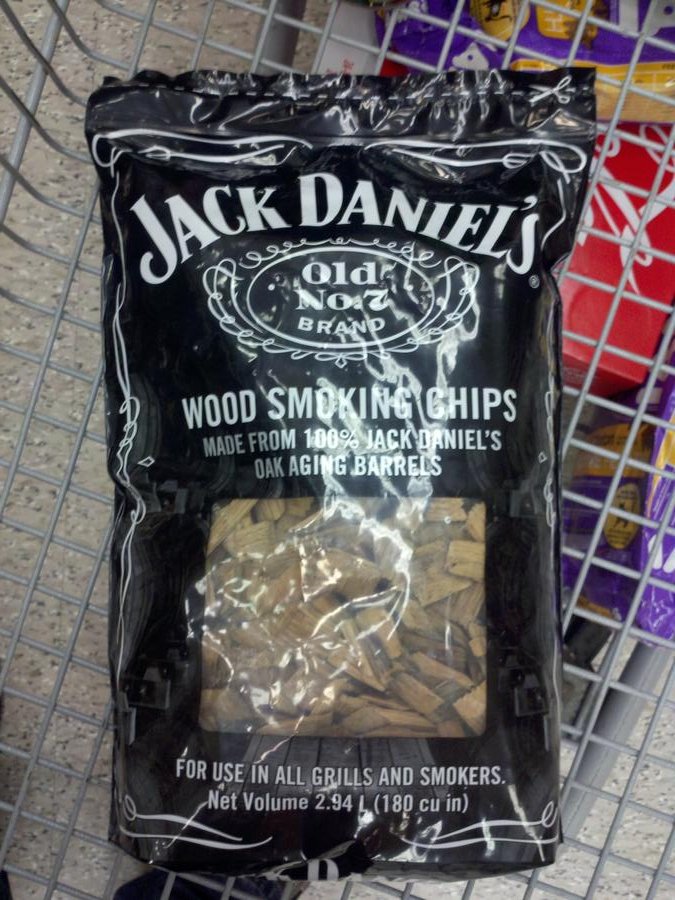 JACK DANIEL'S®
Old
No.7
BRAND
WOOD SMOKING CHIPS
MADE FROM 100% JACK DANIEL'S
OAK AGING BARRELS
FOR USE IN ALL GRILLS AND SMOKERS.
Net Volume 2.94 L (180 cu in)